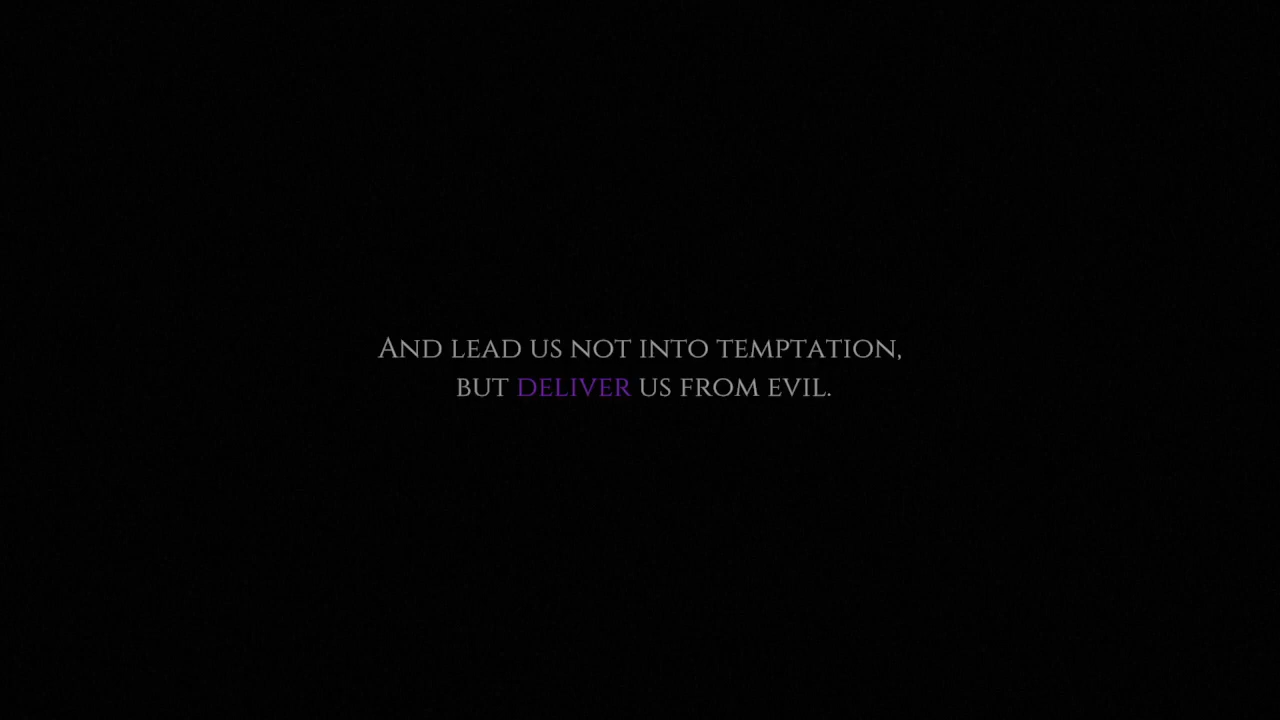 And lead us not into temptation,
but deliver us from evil.